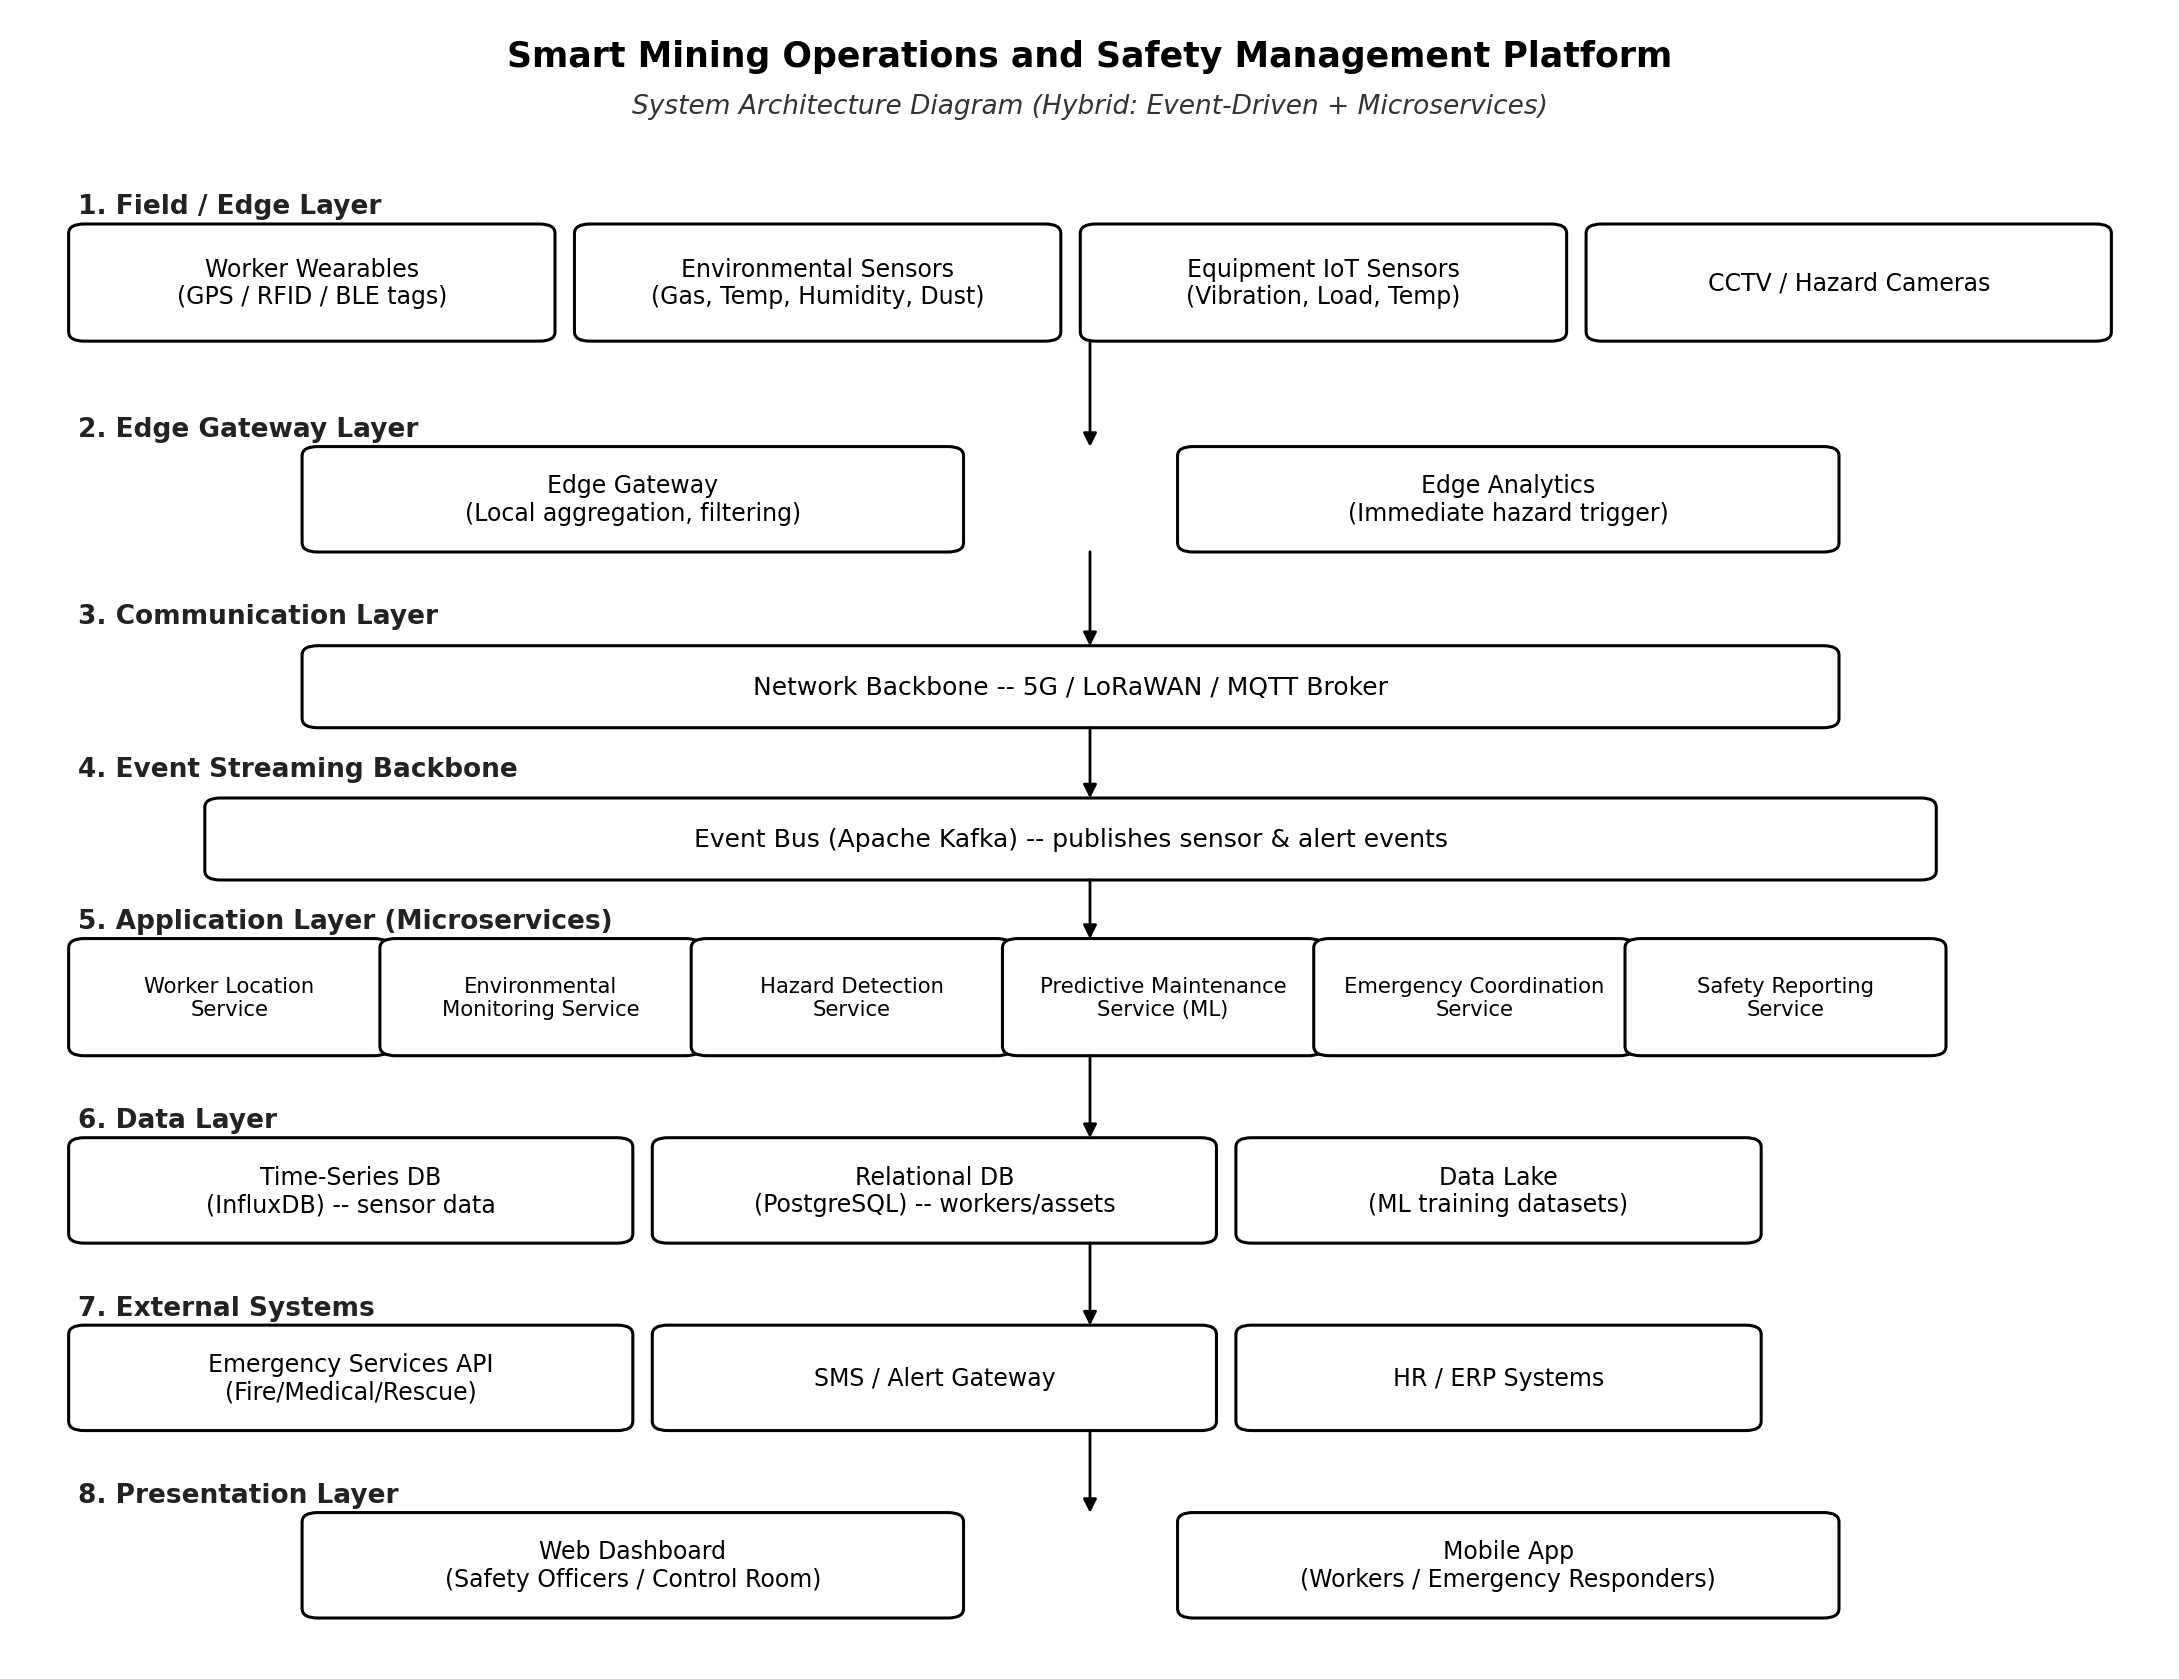 Smart Mining Operations and Safety Management Platform
System Architecture Diagram (Hybrid: Event-Driven + Microservices)
1. Field / Edge Layer
Worker Wearables
(GPS / RFID / BLE tags)
Environmental Sensors
(Gas, Temp, Humidity, Dust)
Equipment IoT Sensors
(Vibration, Load, Temp)
CCTV / Hazard Cameras
2. Edge Gateway Layer
Edge Gateway
(Local aggregation, filtering)
Edge Analytics
(Immediate hazard trigger)
3. Communication Layer
Network Backbone -- 5G / LoRaWAN / MQTT Broker
4. Event Streaming Backbone
Event Bus (Apache Kafka) -- publishes sensor & alert events
5. Application Layer (Microservices)
Worker Location
Service
Environmental
Monitoring Service
Hazard Detection
Service
Predictive Maintenance
Service (ML)
Emergency Coordination
Service
Safety Reporting
Service
6. Data Layer
Time-Series DB
(InfluxDB) -- sensor data
Relational DB
(PostgreSQL) -- workers/assets
Data Lake
(ML training datasets)
7. External Systems
Emergency Services API
(Fire/Medical/Rescue)
SMS / Alert Gateway
HR / ERP Systems
8. Presentation Layer
Web Dashboard
(Safety Officers / Control Room)
Mobile App
(Workers / Emergency Responders)